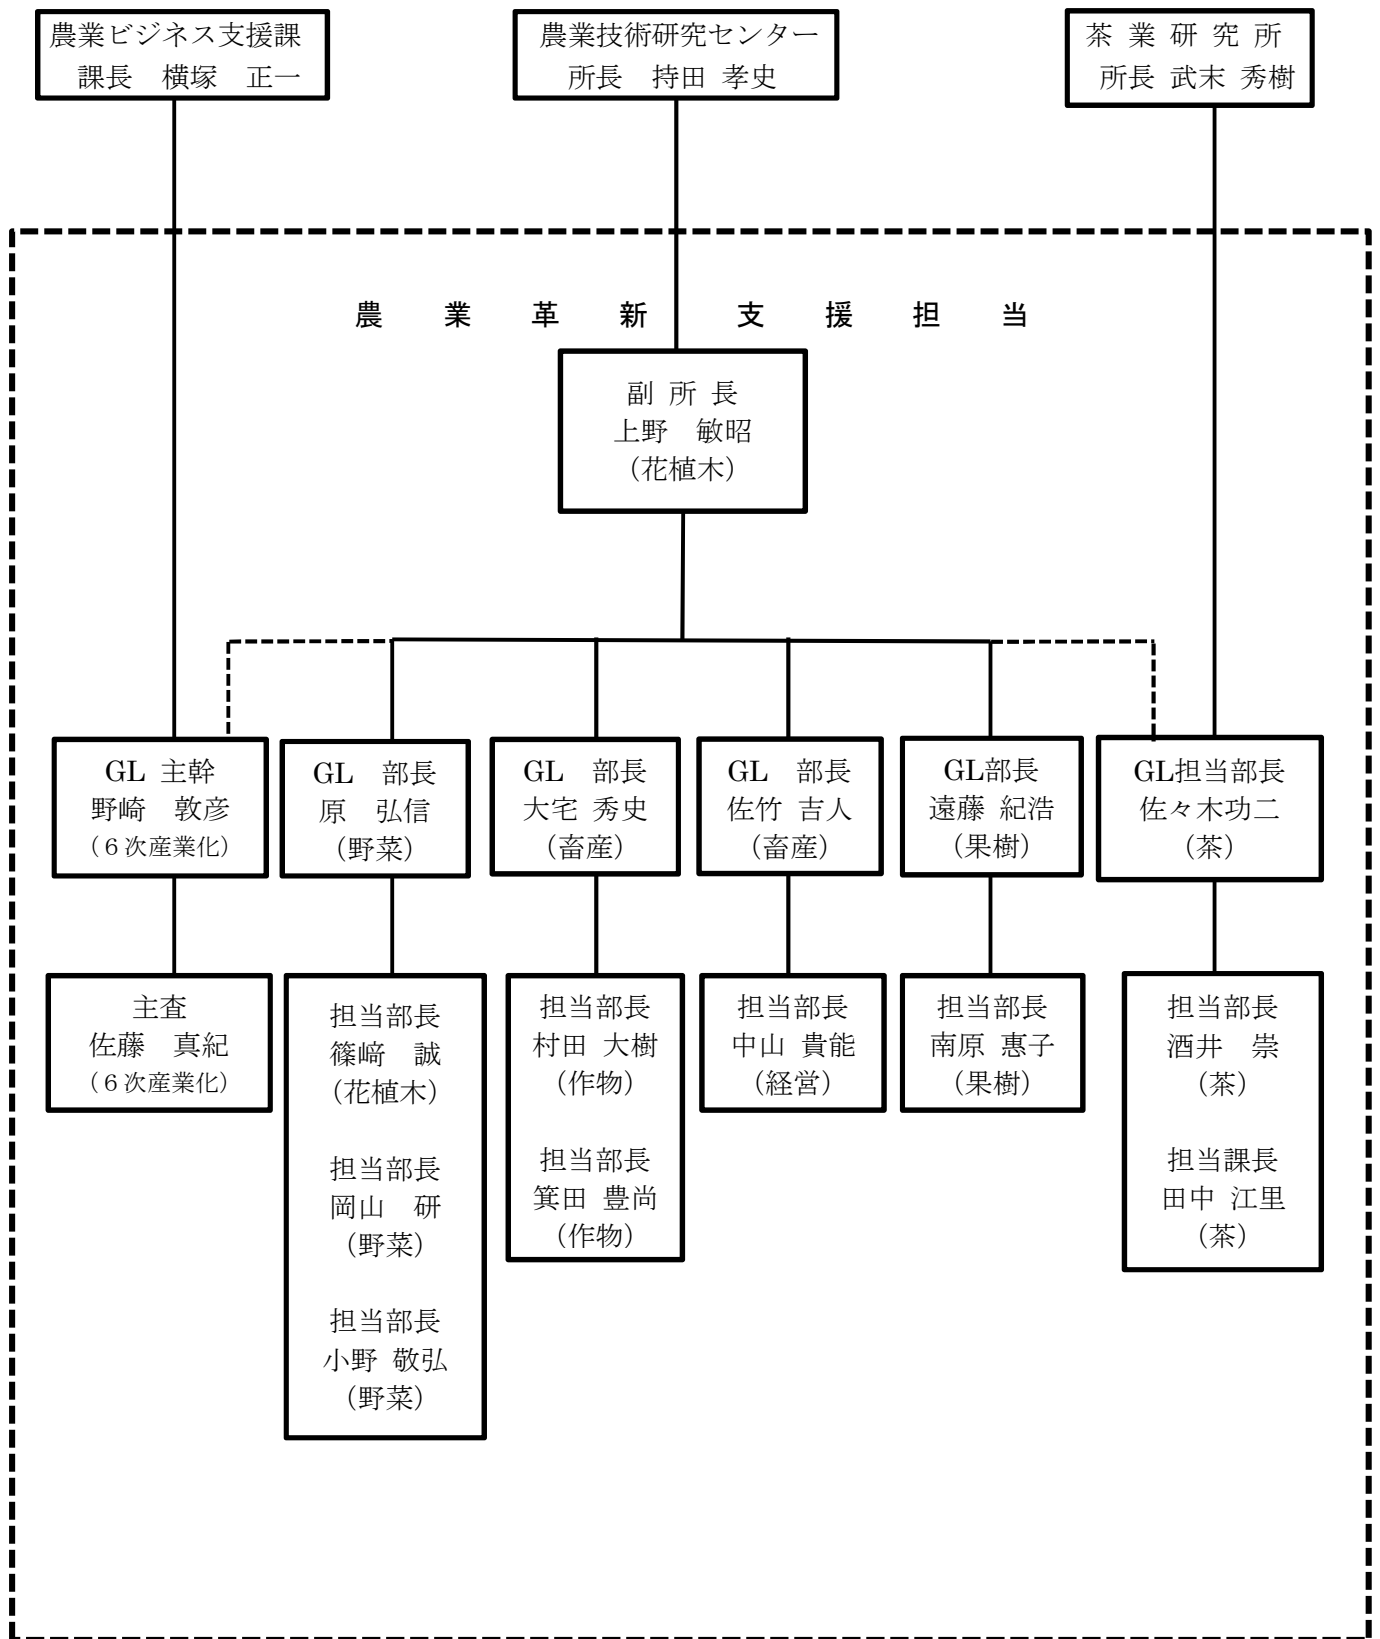 農業ビジネス支援課
課長　横塚　正一
農業技術研究センター
所長　持田 孝史
茶 業 研 究 所
所長 武末 秀樹
農　業　革　新　支　援　担　当
副 所 長
上野　敏昭
（花植木）
GL 主幹
野崎　敦彦
（６次産業化）
GL　部長
原　弘信
(野菜）
GL　部長
大宅 秀史
（畜産）
GL　部長
佐竹 吉人
（畜産）
GL部長
遠藤 紀浩
（果樹）
GL担当部長
佐々木功二
（茶）
主査
佐藤　真紀
（６次産業化）
担当部長
篠﨑　誠
(花植木）
担当部長
岡山　研
（野菜）
担当部長
小野 敬弘
（野菜）
担当部長
村田 大樹
(作物）
担当部長
箕田 豊尚
（作物）
担当部長
中山 貴能
（経営）
担当部長
南原 惠子
（果樹）
担当部長
酒井　崇
（茶）
担当課長
田中 江里
（茶）